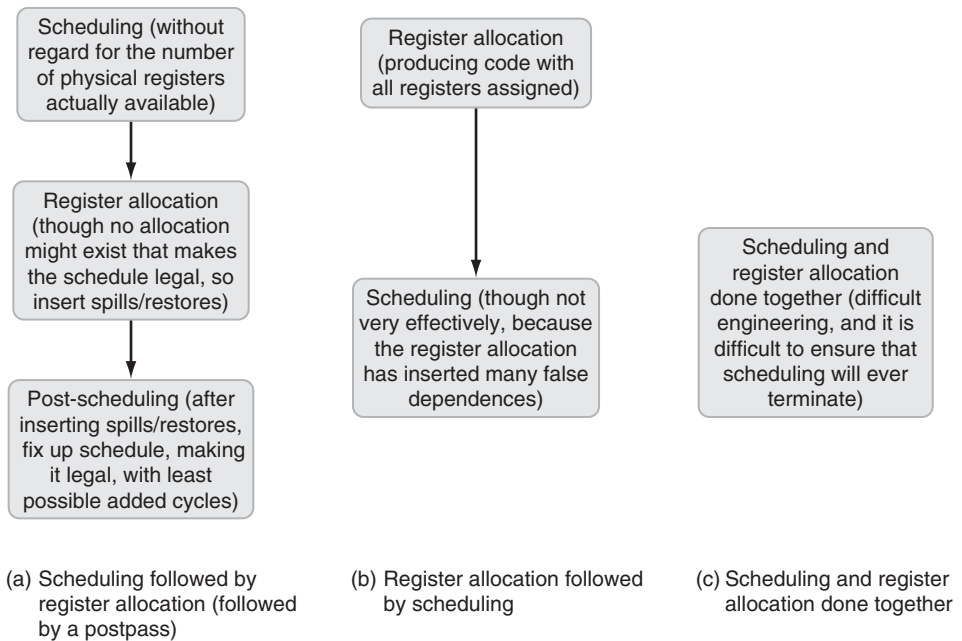 Scheduling (without
regard for the number
of physical registers
actually available)
Register allocation
(though no allocation
might exist that makes
the schedule legal, so
insert spills/restores)
Post-scheduling (after
inserting spills/restores,
fix up schedule, making
it legal, with least
possible added cycles)
(a) Scheduling followed by
register allocation (followed
by a postpass)
Register allocation
(producing code with
all registers assigned)
Scheduling (though not
very effectively, because
the register allocation
has inserted many false
dependences)
(b) Register allocation followed
by scheduling
Scheduling and
register allocation
done together (difficult
engineering, and it is
difficult to ensure that
scheduling will ever
terminate)
(c) Scheduling and register
allocation done together